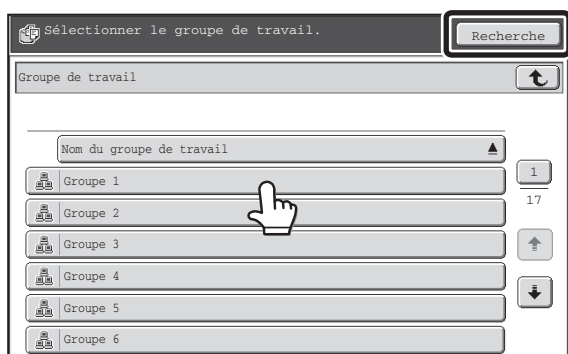 Sélectionner le groupe de travail.
Recherche
Groupe de travail
Nom du groupe de travail
Groupe 1
1
17
Groupe 2
Groupe 3
Groupe 4
Groupe 5
Groupe 6